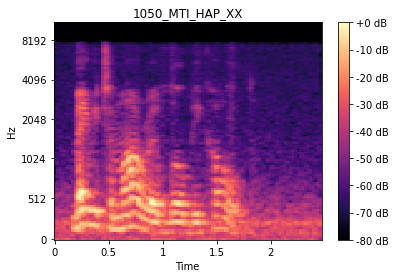 1050_MTI_HAP_XX
8192
4096
2048
1024
512
0
Hz
0
0.5
1
1.5
2
Time
+0 dB
-10 dB
-20 dB
-30 dB
-40 dB
-50 dB
-60 dB
-70 dB
-80 dB